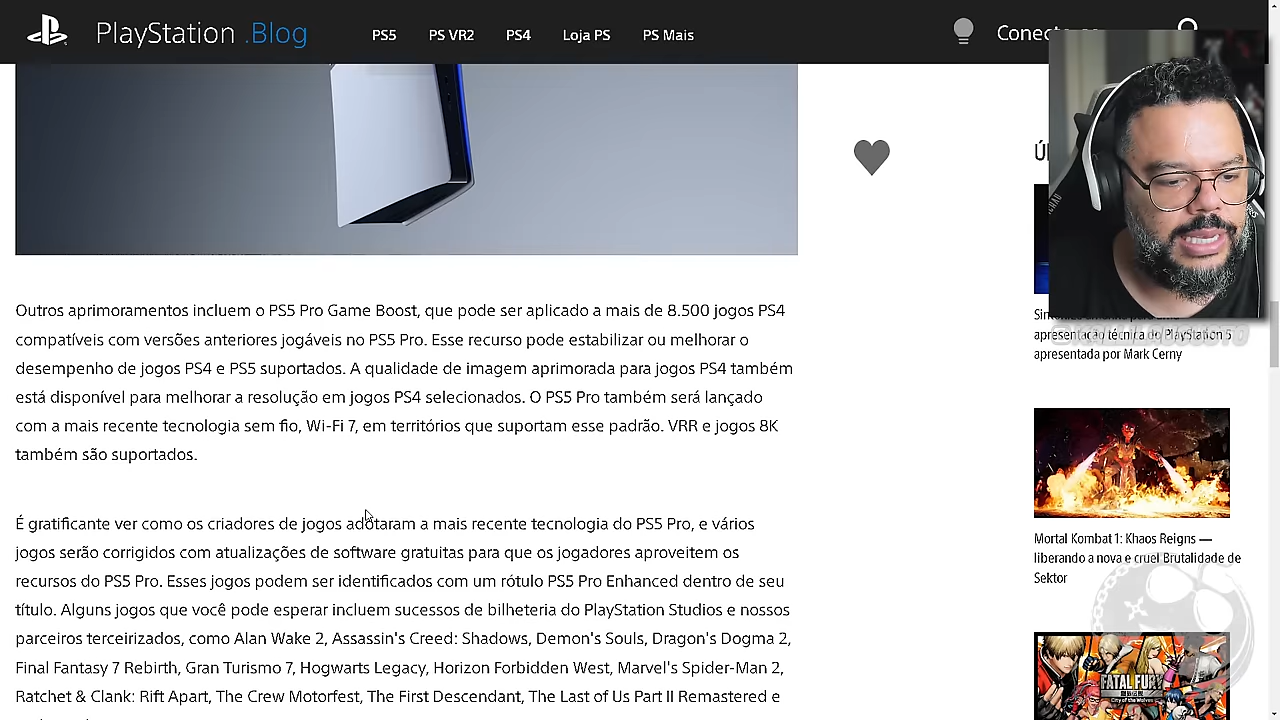 PlayStation .Blog
PS5
PS VR2
PS4
Loja PS
PS Mais
Outros aprimoramentos incluem o PS5 Pro Game Boost, que pode ser aplicado a mais de 8.500 jogos PS4
compatíveis com versões anteriores jogáveis no PS5 Pro. Esse recurso pode estabilizar ou melhorar o
desempenho de jogos PS4 e PS5 suportados. A qualidade de imagem aprimorada para jogos PS4 também
está disponível para melhorar a resolução em jogos PS4 selecionados. O PS5 Pro também será lançado
com a mais recente tecnologia sem fio, Wi-Fi 7, em territórios que suportam esse padrão. VRR e jogos 8K
também são suportados.
É gratificante ver como os criadores de jogos adotaram a mais recente tecnologia do PS5 Pro, e vários
jogos serão corrigidos com atualizações de software gratuitas para que os jogadores aproveitem os
recursos do PS5 Pro. Esses jogos podem ser identificados com um rótulo PS5 Pro Enhanced dentro de seu
título. Alguns jogos que você pode esperar incluem sucessos de bilheteria do PlayStation Studios e nossos
parceiros terceirizados, como Alan Wake 2, Assassin's Creed: Shadows, Demon's Souls, Dragon's Dogma 2,
Final Fantasy 7 Rebirth, Gran Turismo 7, Hogwarts Legacy, Horizon Forbidden West, Marvel's Spider-Man 2,
Ratchet & Clank: Rift Apart, The Crew Motorfest, The First Descendant, The Last of Us Part II Remastered e
apresentação técnica do PlayStation 5
apresentada por Mark Cerny
Mortal Kombat 1: Khaos Reigns —
liberando a nova e cruel Brutalidade de
Sektor
FATAL FURY
City of the Wolves